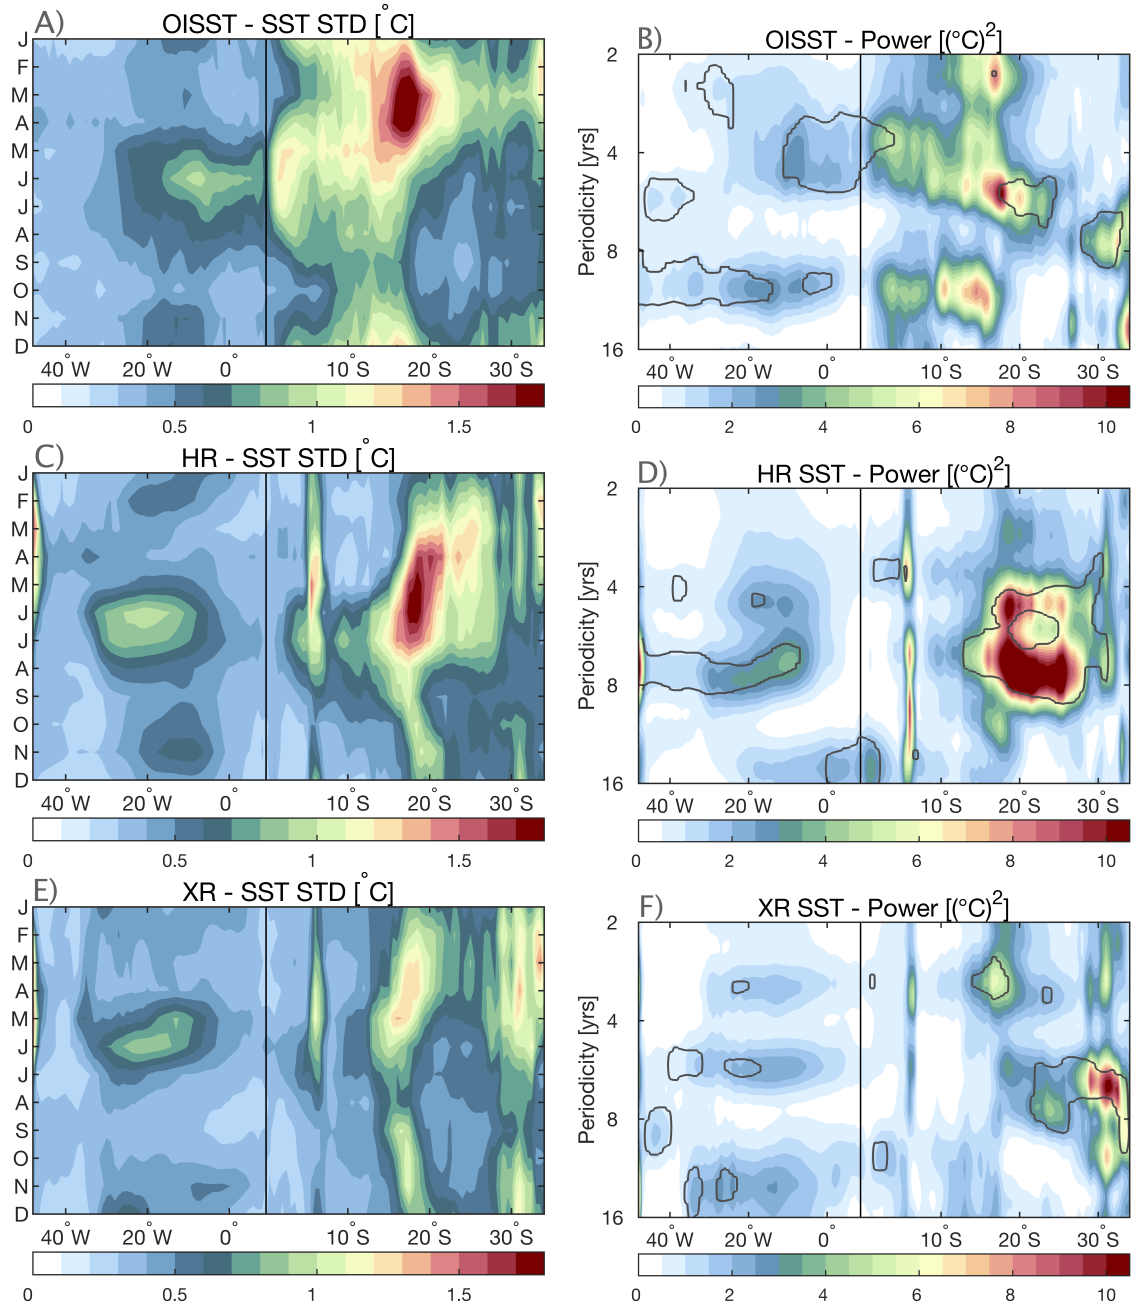 A)
OISST - SST STD [°C]
J
F
M
A
M
J
J
A
S
O
N
D
40°W 20°W 0° 10°S 20°S 30°S
0 0.5 1 1.5
B)
OISST - Power [(°C)²]
Periodicity [yrs]
2
4
8
16
40°W 20°W 0° 10°S 20°S 30°S
0 2 4 6 8 10
C)
HR - SST STD [°C]
J
F
M
A
M
J
J
A
S
O
N
D
40°W 20°W 0° 10°S 20°S 30°S
0 0.5 1 1.5
D)
HR SST - Power [(°C)²]
Periodicity [yrs]
2
4
8
16
40°W 20°W 0° 10°S 20°S 30°S
0 2 4 6 8 10
E)
XR - SST STD [°C]
J
F
M
A
M
J
J
A
S
O
N
D
40°W 20°W 0° 10°S 20°S 30°S
0 0.5 1 1.5
F)
XR SST - Power [(°C)²]
Periodicity [yrs]
2
4
8
16
40°W 20°W 0° 10°S 20°S 30°S
0 2 4 6 8 10